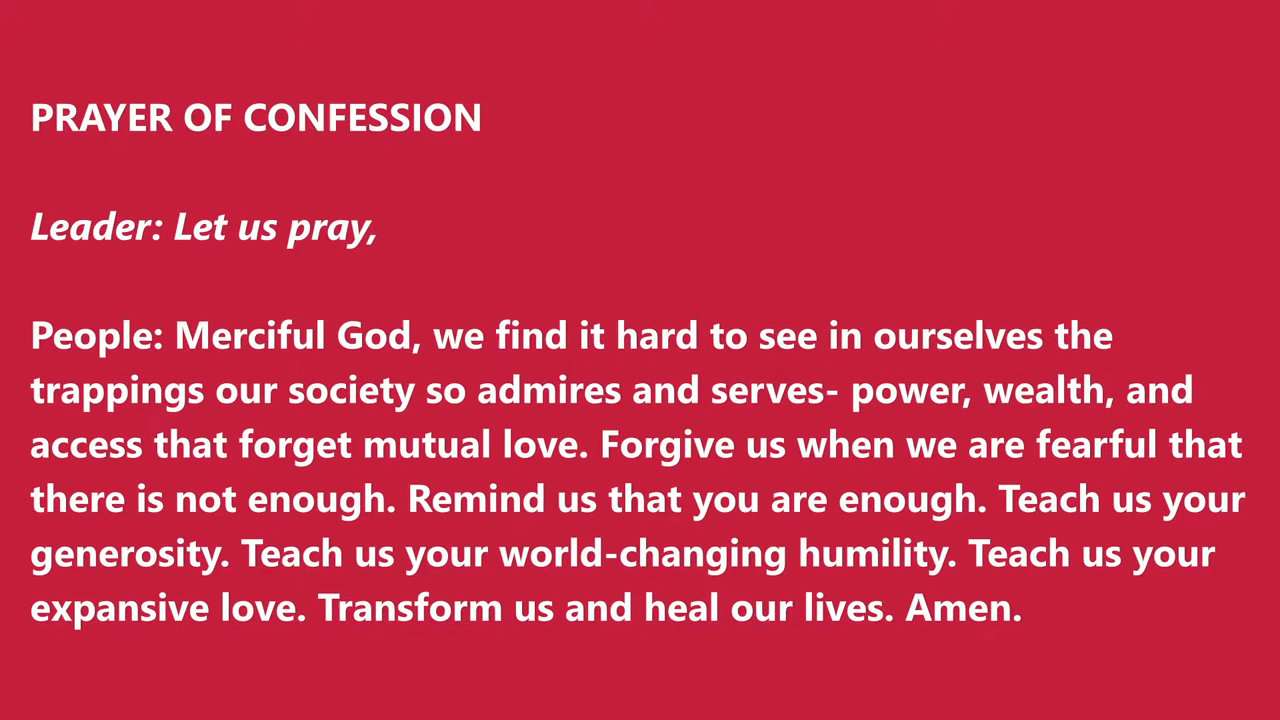 PRAYER OF CONFESSION
Leader: Let us pray,
People: Merciful God, we find it hard to see in ourselves the
trappings our society so admires and serves- power, wealth, and
access that forget mutual love. Forgive us when we are fearful that
there is not enough. Remind us that you are enough. Teach us your
generosity. Teach us your world-changing humility. Teach us your
expansive love. Transform us and heal our lives. Amen.